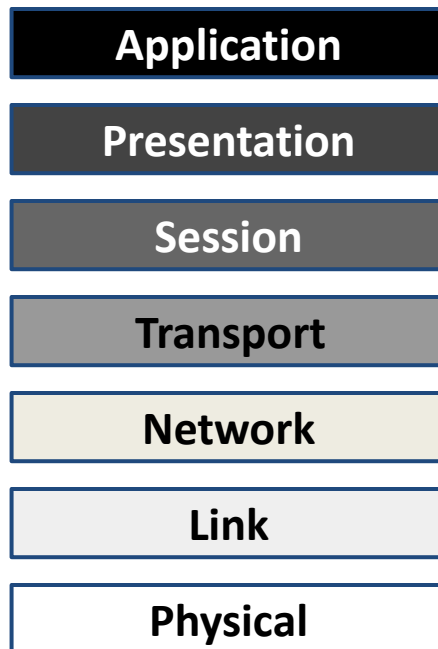 Application
Presentation
Session
Transport
Network
Link
Physical